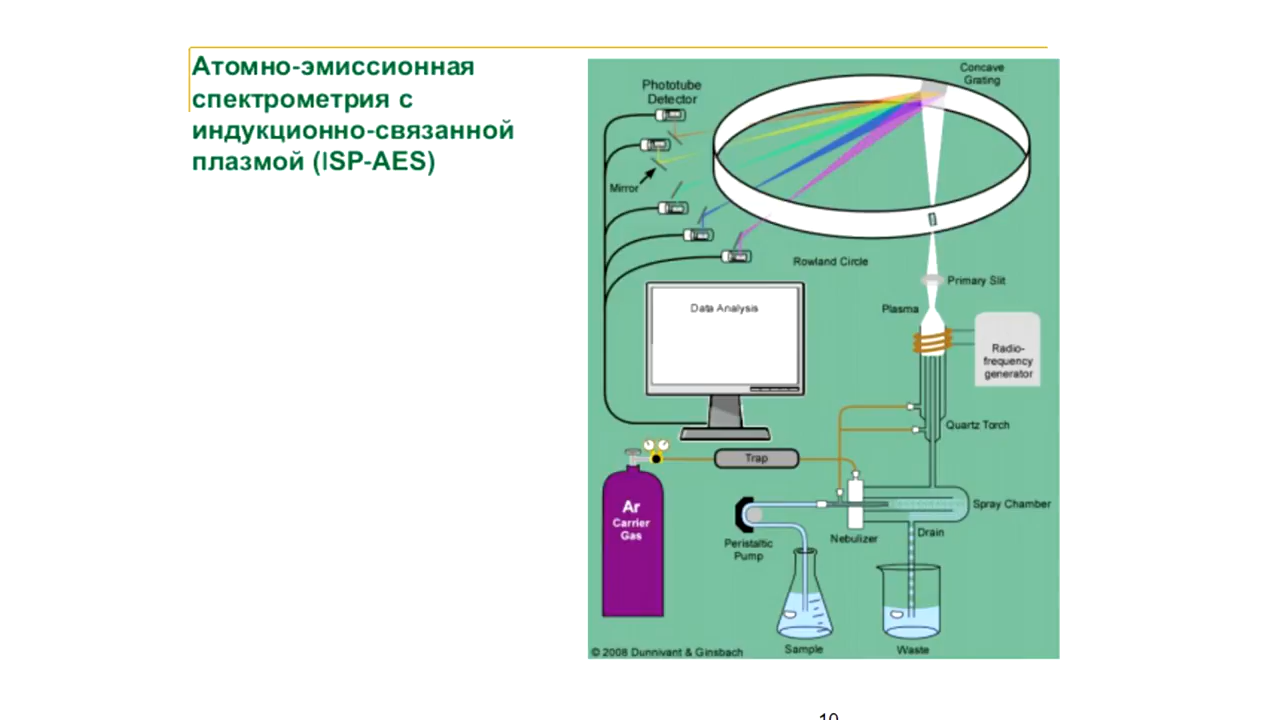 Атомно-эмиссионная
спектрометрия с
индукционно-связанной
плазмой (ISP-AES)
Concave
Grating
Phototube
Detector
Mirror
Rowland Circle
Primary Slit
Plasma
Data Analysis
Radio-
frequency
generator
Quartz Torch
Trap
Ar
Carrier
Gas
Spray Chamber
Peristaltic
Pump
Nebulizer
Drain
Sample
Waste
© 2008 Dunnivant & Ginsbach
10